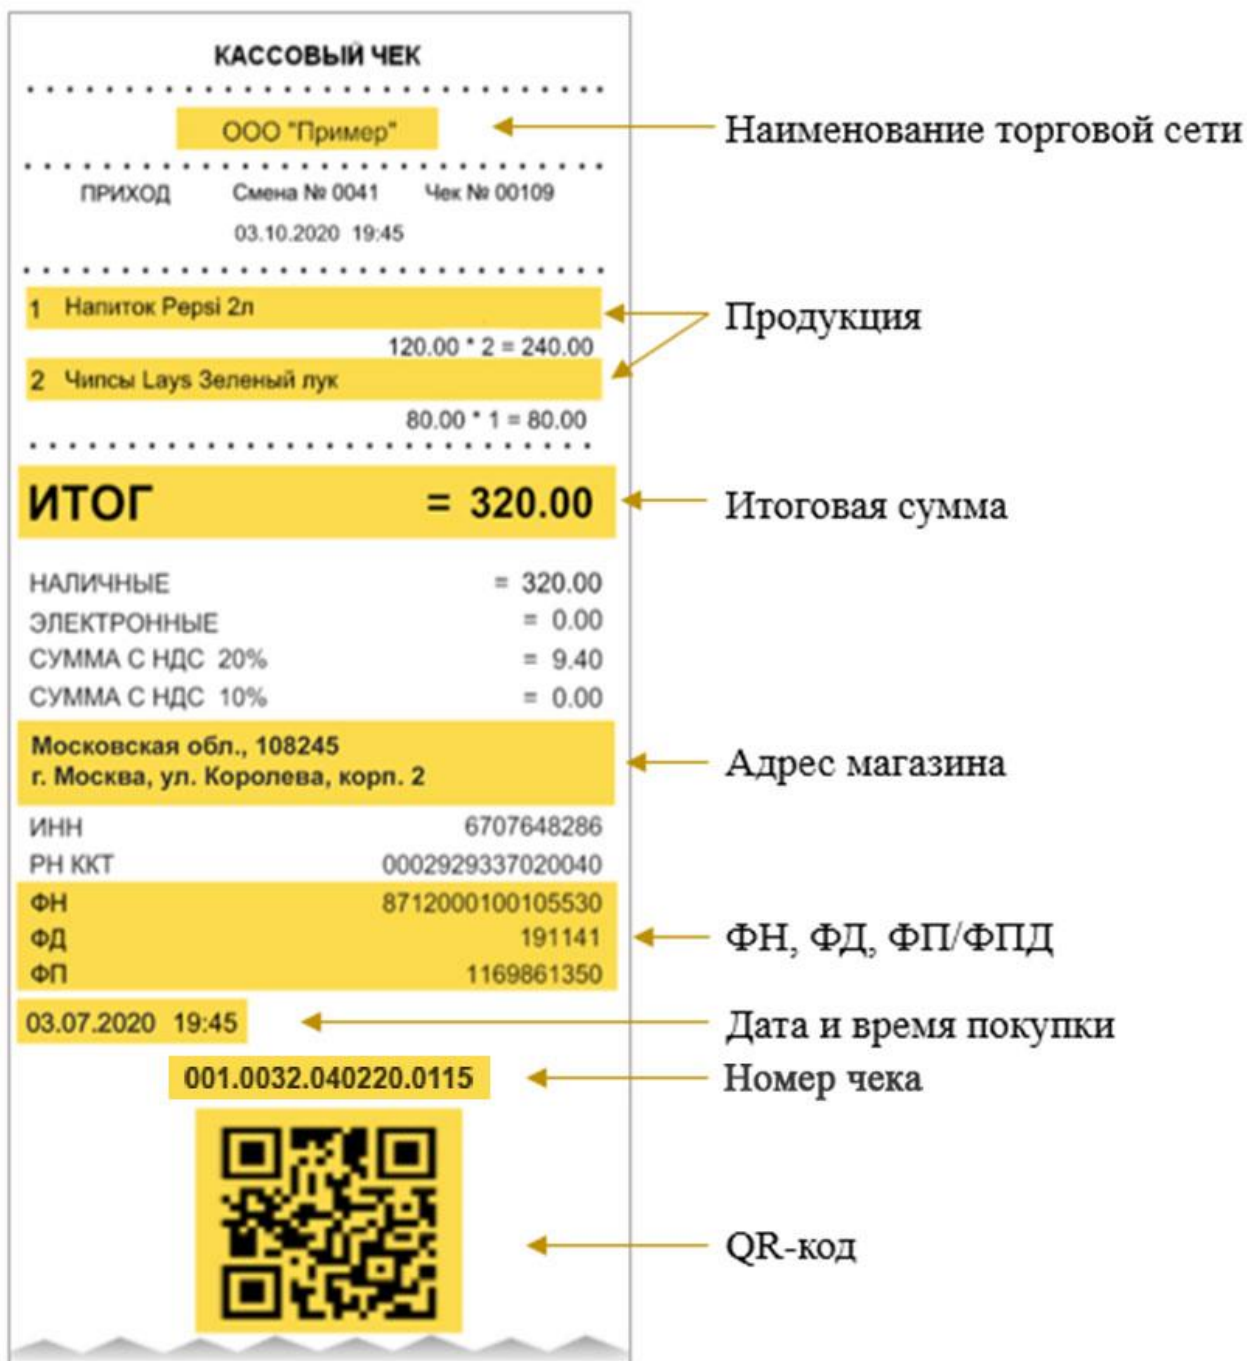 КАССОВЫЙ ЧЕК
ООО "Пример"
Наименование торговой сети
ПРИХОД Смена № 0041 Чек № 00109
03.10.2020 19:45
1 Напиток Pepsi 2л
Продукция
120.00 * 2 = 240.00
2 Чипсы Lays Зеленый лук
80.00 * 1 = 80.00
ИТОГ = 320.00
Итоговая сумма
НАЛИЧНЫЕ = 320.00
ЭЛЕКТРОННЫЕ = 0.00
СУММА С НДС 20% = 9.40
СУММА С НДС 10% = 0.00
Московская обл., 108245
г. Москва, ул. Королева, корп. 2
Адрес магазина
ИНН 6707648286
РН ККТ 0002929337020040
ФН 8712000100105530
ФД 191141
ФП 1169861350
ФН, ФД, ФП/ФПД
03.07.2020 19:45
Дата и время покупки
001.0032.040220.0115
Номер чека
QR-код